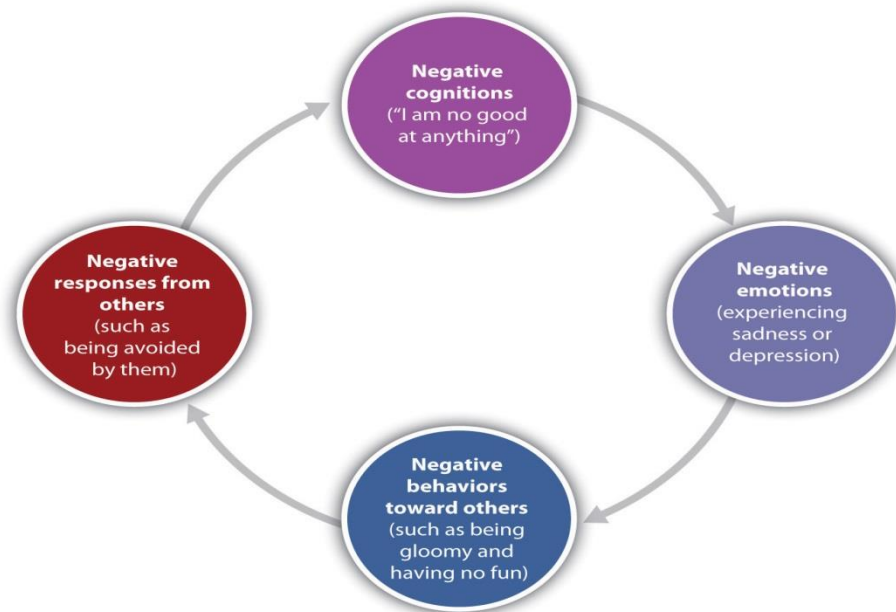 Negative
cognitions
(“I am no good
at anything”)
Negative
emotions
(experiencing
sadness or
depression)
Negative
behaviors
toward others
(such as being
gloomy and
having no fun)
Negative
responses from
others
(such as
being avoided
by them)